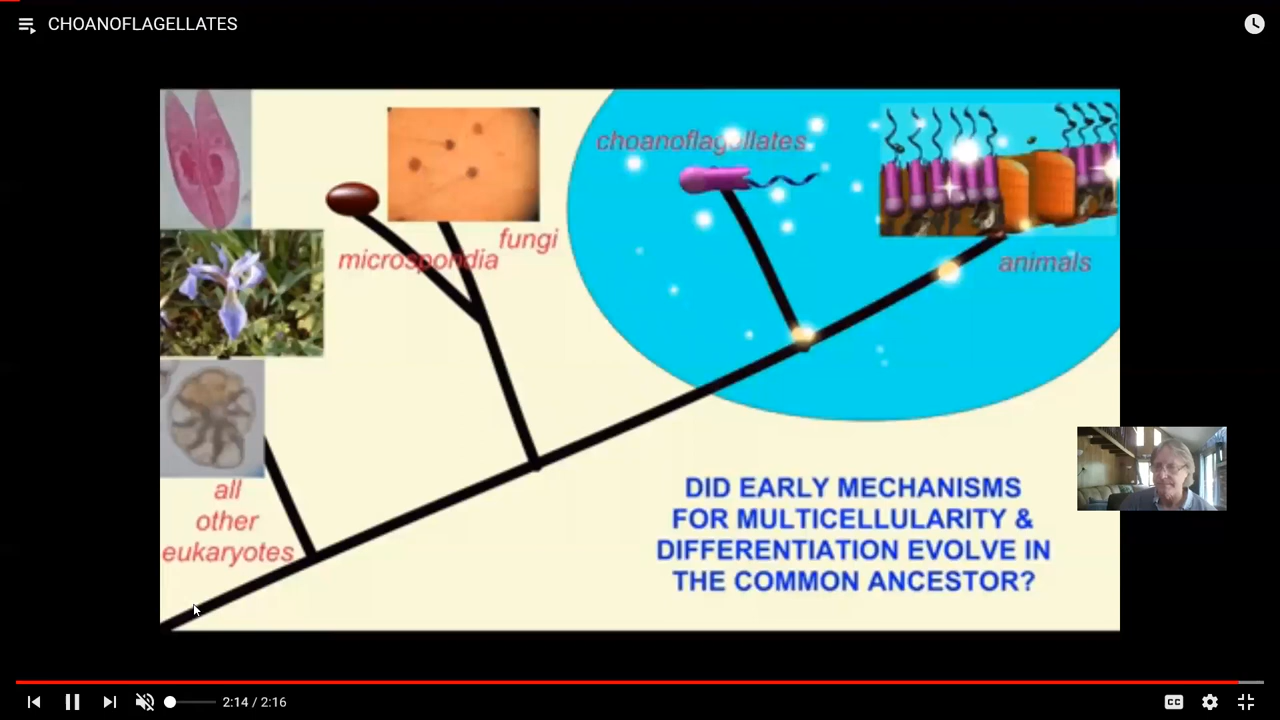 CHOANOFLAGELLATES
choanoflagellates
fungi
microspondia
animals
all
other
eukaryotes
DID EARLY MECHANISMS
FOR MULTICELLULARITY &
DIFFERENTIATION EVOLVE IN
THE COMMON ANCESTOR?
2:14 / 2:16
CC